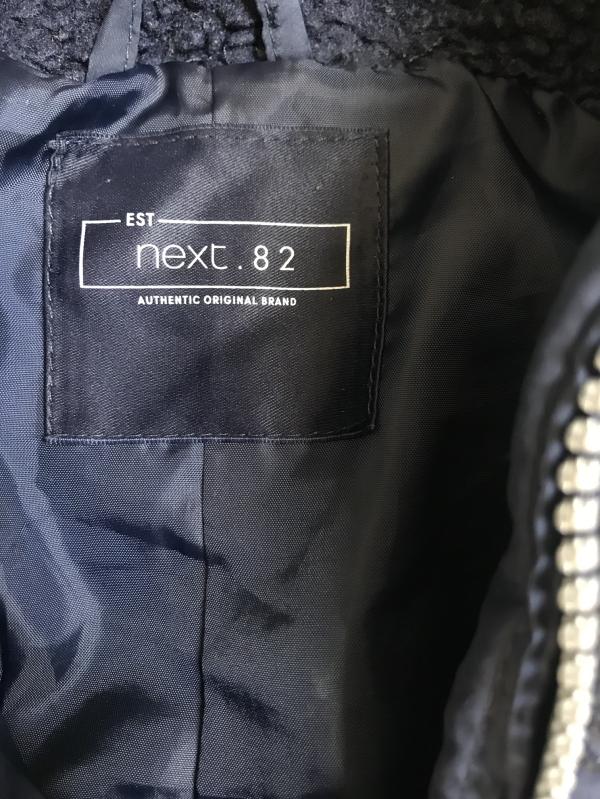 EST
next.82
AUTHENTIC ORIGINAL BRAND